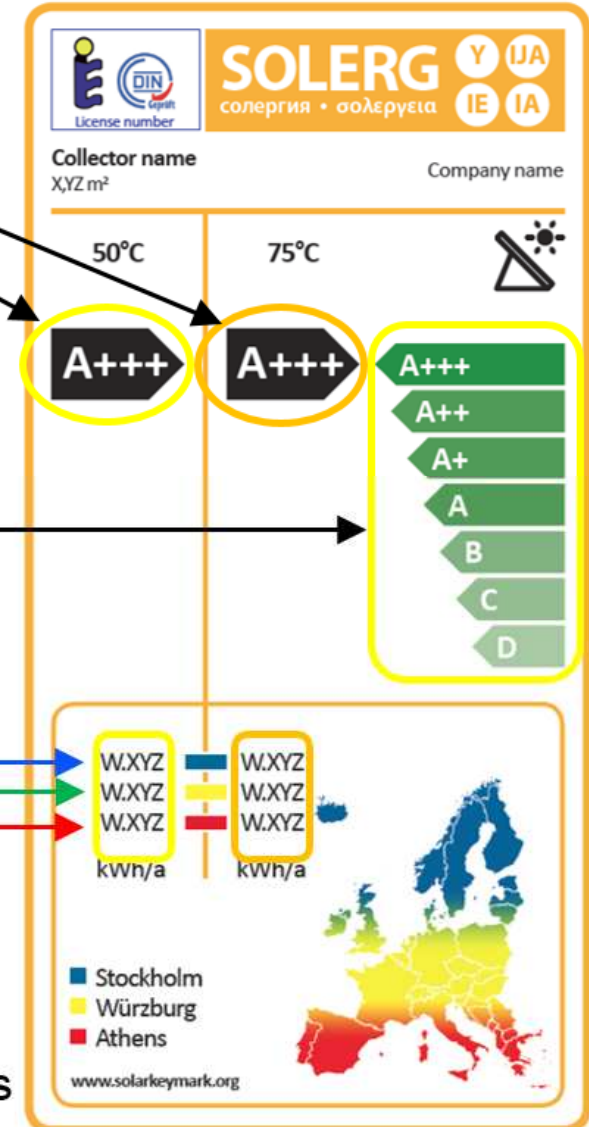 DIN
Geprüft
License number
SOLERG
солергия • σολεργεια
Y IJA
IE IA
Collector name
X,YZ m²
Company name
50°C 75°C
A+++ A+++ A+++
A++
A+
A
B
C
D
W.XYZ W.XYZ
W.XYZ W.XYZ
W.XYZ W.XYZ
kWh/a kWh/a
Stockholm
Würzburg
Athens
www.solarkeymark.org
s